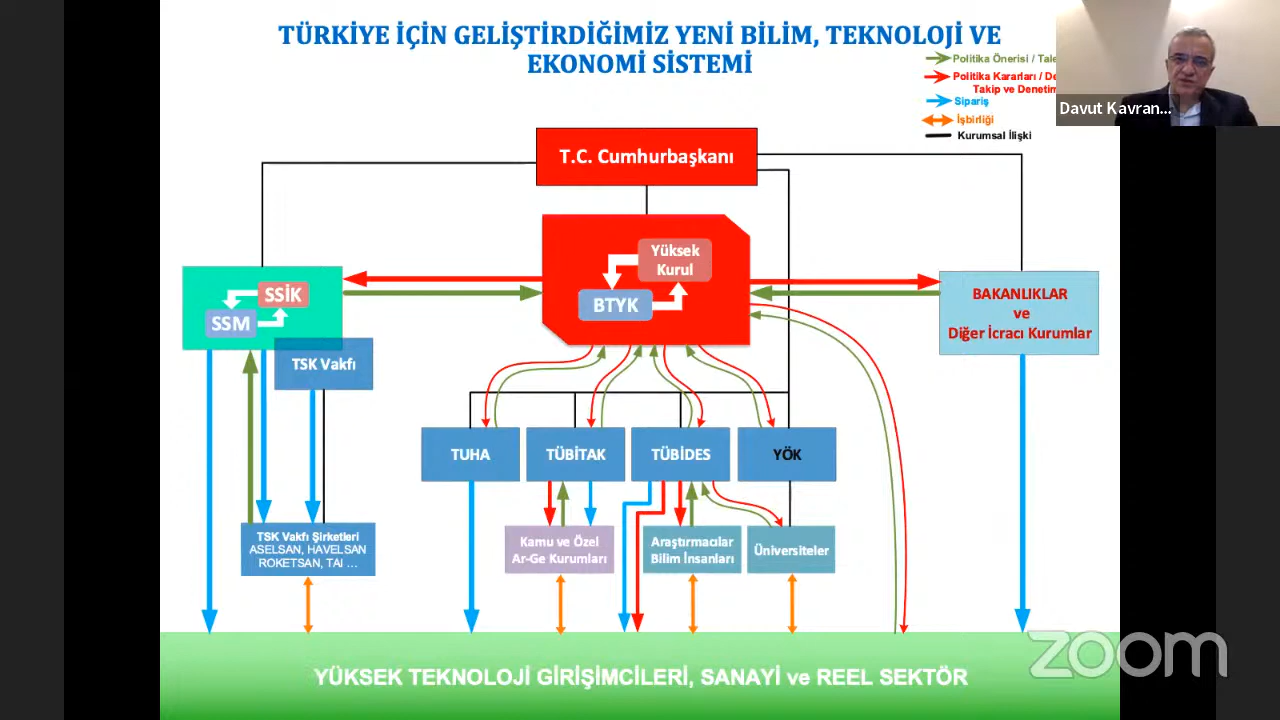 TÜRKİYE İÇİN GELİŞTİRDİĞİMİZ YENİ BİLİM, TEKNOLOJİ VE
EKONOMİ SİSTEMİ
Politika Önerisi /
Politika Kararları /
Takip ve Denetim
Sipariş
İşbirliği
Kurumsal İlişki
Davut Kavran...
T.C. Cumhurbaşkanı
Yüksek
Kurul
BTYK
SSİK
SSM
TSK Vakfı
BAKANLIKLAR
ve
Diğer İcracı Kurumlar
TUHA
TÜBİTAK
TÜBİDES
YÖK
TSK Vakfı Şirketleri
ASELSAN, HAVELSAN
ROKETSAN, TAI ...
Kamu ve Özel
Ar-Ge Kurumları
Araştırmacılar
Bilim İnsanları
Üniversiteler
YÜKSEK TEKNOLOJİ GİRİŞİMCİLERİ, SANAYİ ve REEL SEKTÖR
zoom